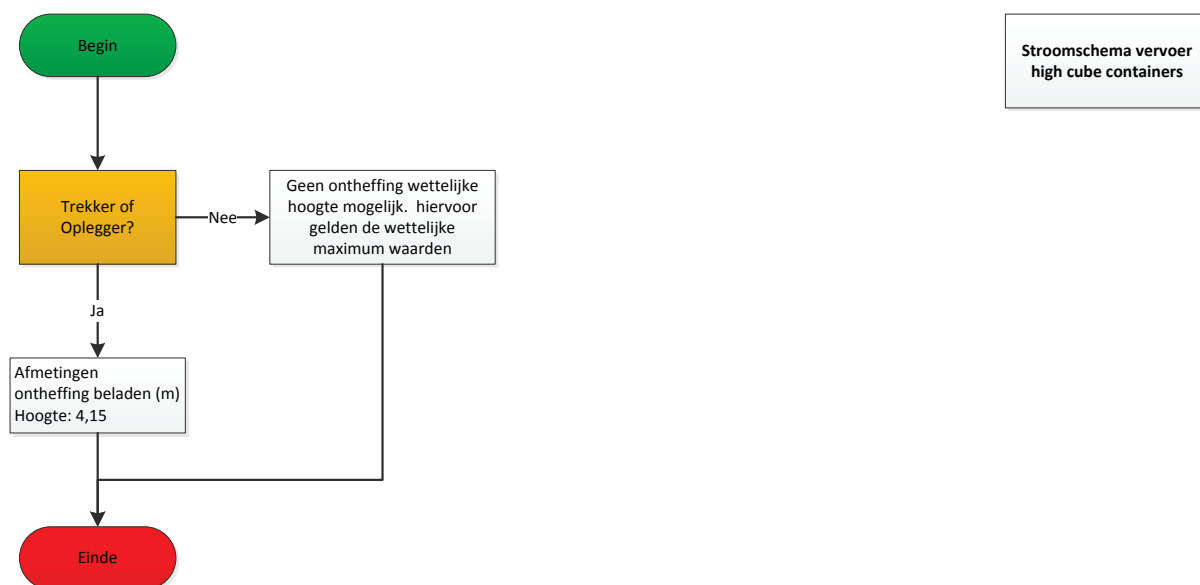 Begin
Stroomschema vervoer
high cube containers
Trekker of
Oplegger?
Nee
Geen ontheffing wettelijke
hoogte mogelijk.  hiervoor
gelden de wettelijke
maximum waarden
Ja
Afmetingen
ontheffing beladen (m)
Hoogte: 4,15
Einde